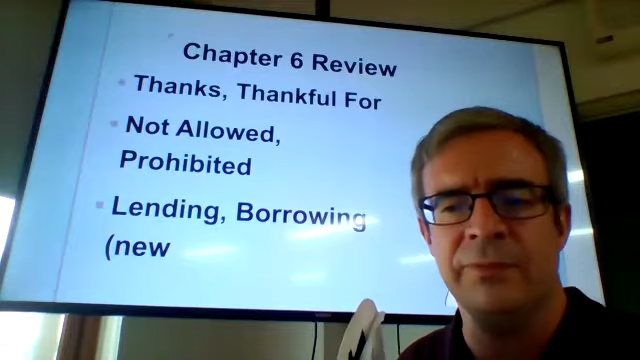 Chapter 6 Review
Thanks, Thankful For
Not Allowed,
Prohibited
Lending, Borrowing
(new